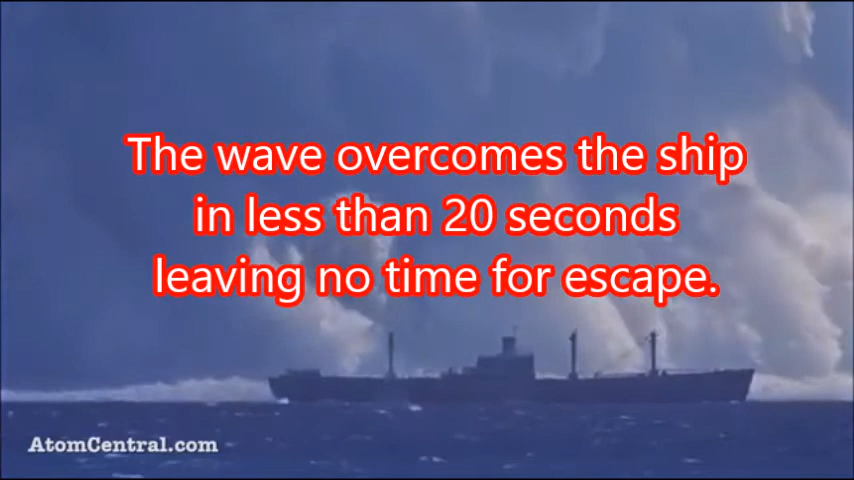 The wave overcomes the ship
in less than 20 seconds
leaving no time for escape.
AtomCentral.com